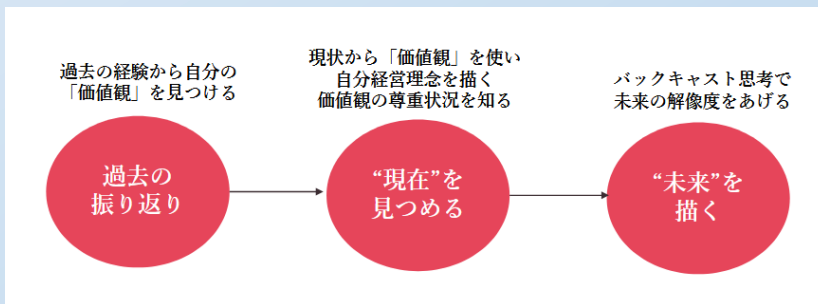 過去の経験から自分の
「価値観」を見つける
過去の
振り返り
現状から「価値観」を使い
自分経営理念を描く
価値観の尊重状況を知る
“現在”を
見つめる
バックキャスト思考で
未来の解像度をあげる
“未来”を
描く